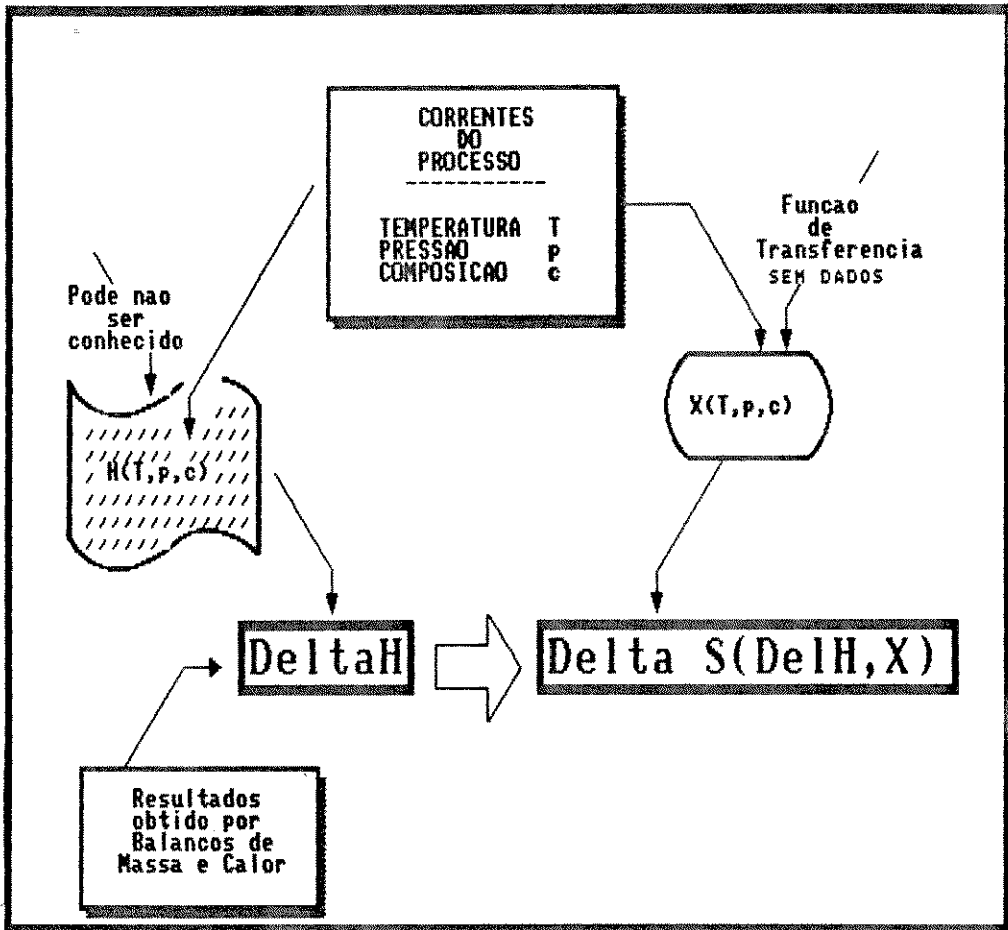 CORRENTES
DO
PROCESSO
-----------
TEMPERATURA T
PRESSAO p
COMPOSICAO c
Funcao
de
Transferencía
SEM DADOS
Pode nao
ser
conhecido
X(T,p,c)
H(T,p,c)
DeltaH
Delta S(DelH,X)
Resultados
obtido por
Balancos de
Massa e Calor